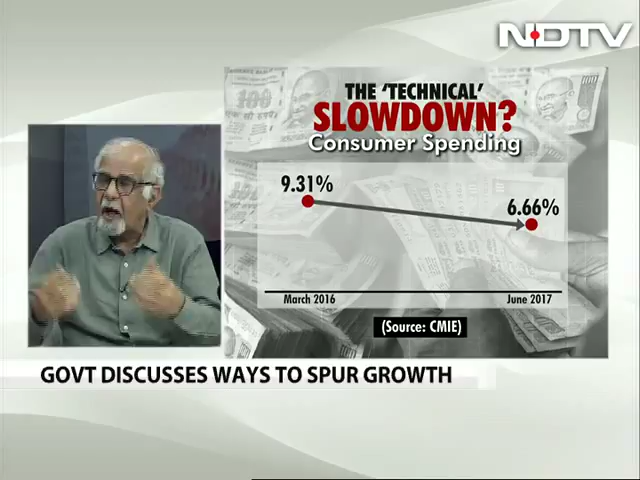 NDTV
THE 'TECHNICAL'
SLOWDOWN?
Consumer Spending
9.31%
6.66%
March 2016
June 2017
(Source: CMIE)
GOVT DISCUSSES WAYS TO SPUR GROWTH
100